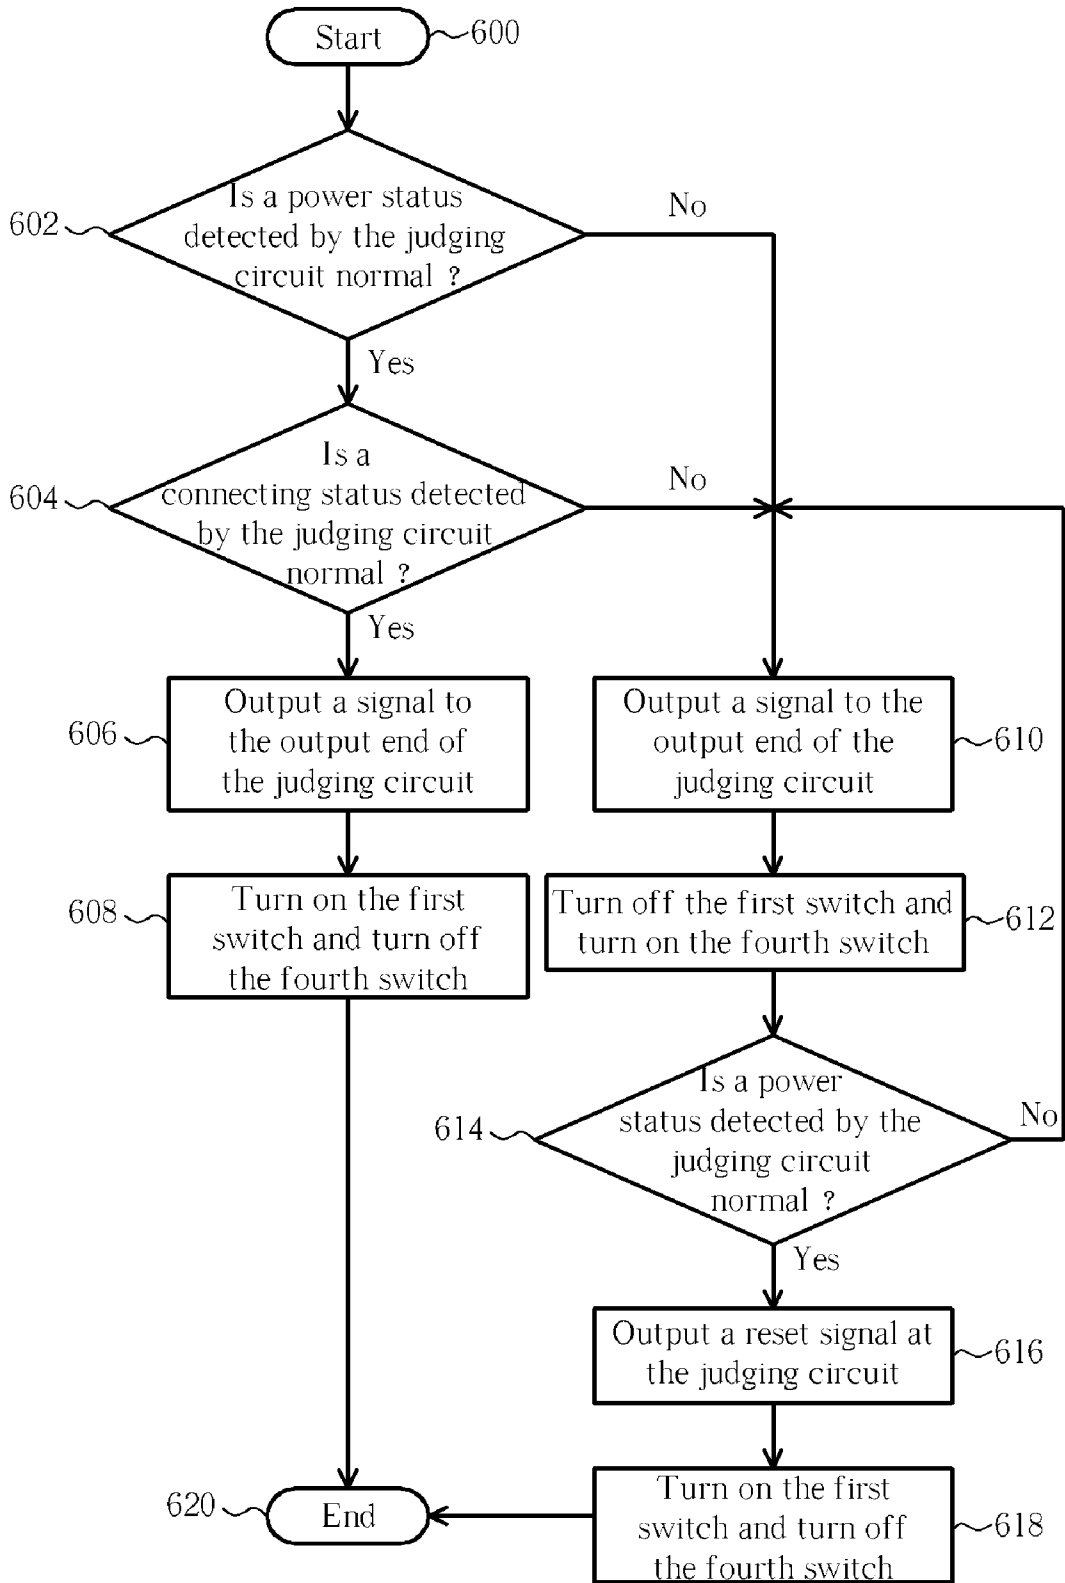 Start
600
Is a power status
detected by the judging
circuit normal ?
602
No
Yes
Is a
connecting status detected
by the judging circuit
normal ?
604
No
Yes
Output a signal to
the output end of
the judging circuit
606
Output a signal to the
output end of the
judging circuit
610
Turn on the first
switch and turn off
the fourth switch
608
Turn off the first switch and
turn on the fourth switch
612
Is a power
status detected by the
judging circuit
normal ?
614
No
Yes
Output a reset signal at
the judging circuit
616
Turn on the first
switch and turn off
the fourth switch
618
End
620